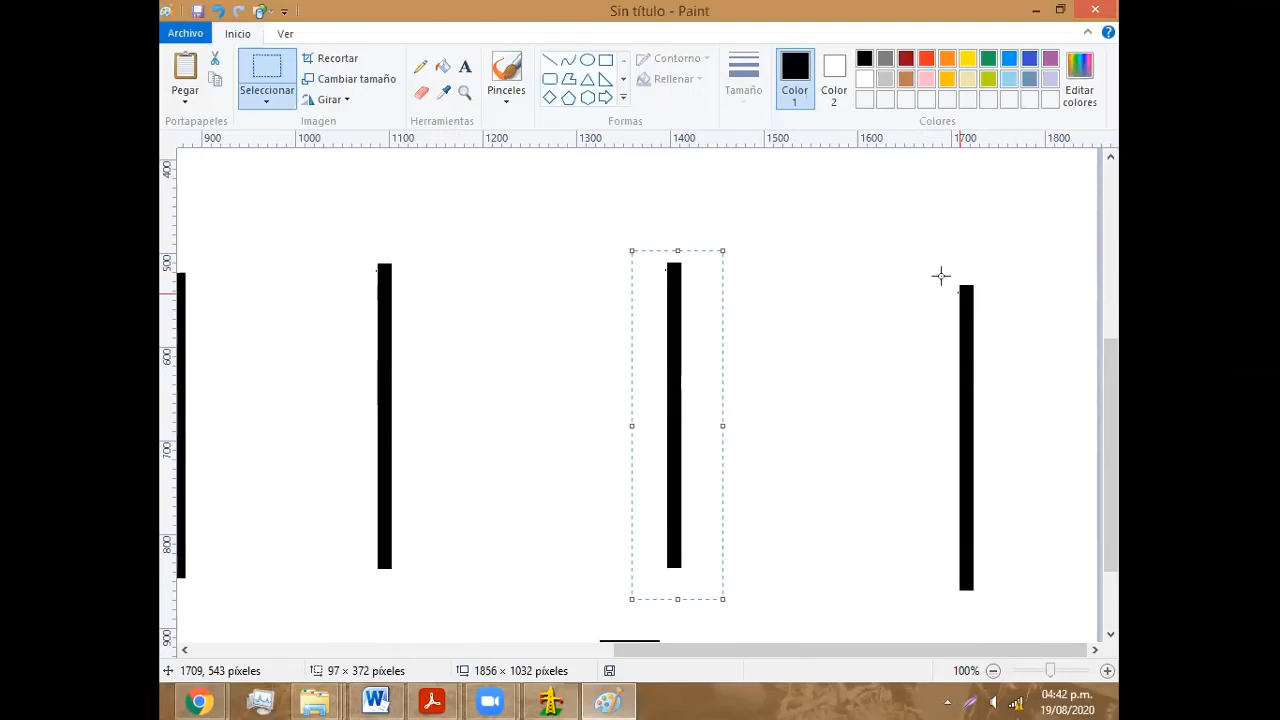 Sin título - Paint
Archivo Inicio Ver
Pegar
Portapapeles
Seleccionar
Recortar
Cambiar tamaño
Girar
Imagen
A
Herramientas
Pinceles
Contorno
Rellenar
Formas
Tamaño
Color 1
Color 2
Editar colores
Colores
900 1000 1100 1200 1300 1400 1500 1600 1700 1800
400
500
600
700
800
900
1709, 543 píxeles 97 × 372 píxeles 1856 × 1032 píxeles 100%
04:42 p.m.
19/08/2020